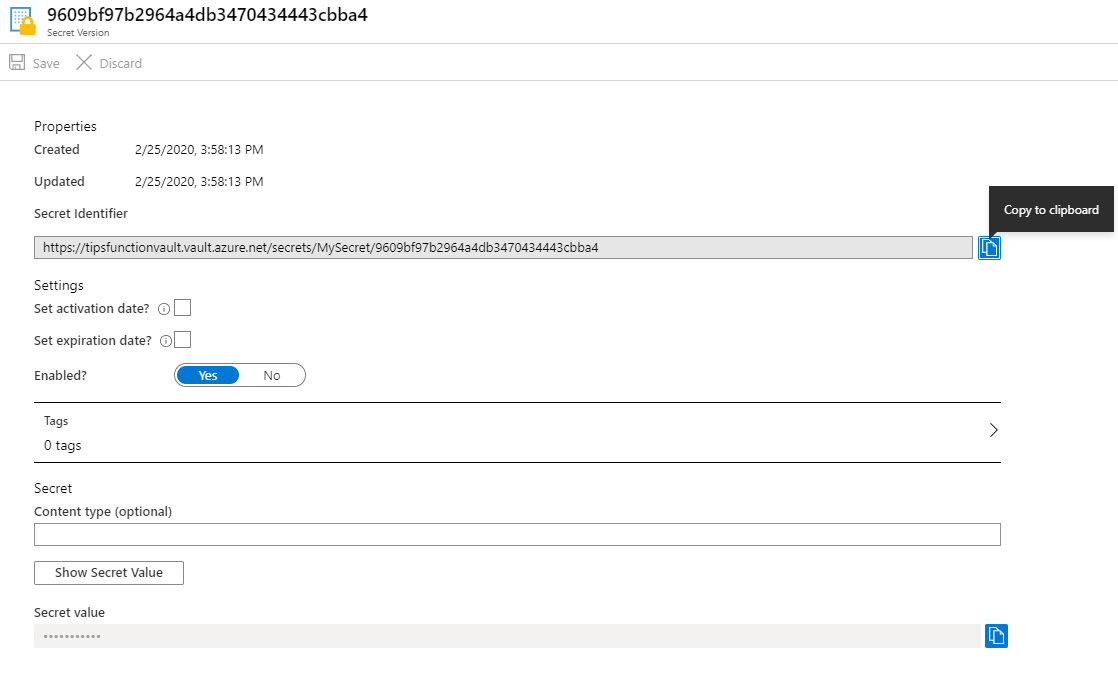 9609bf97b2964a4db3470434443cbba4
Secret Version
Save Discard
Properties
Created 2/25/2020, 3:58:13 PM
Updated 2/25/2020, 3:58:13 PM
Secret Identifier
Copy to clipboard
https://tipsfunctionvault.vault.azure.net/secrets/MySecret/9609bf97b2964a4db3470434443cbba4
Settings
Set activation date?
Set expiration date?
Enabled? Yes No
Tags
0 tags
Secret
Content type (optional)
Show Secret Value
Secret value
•••••••••••